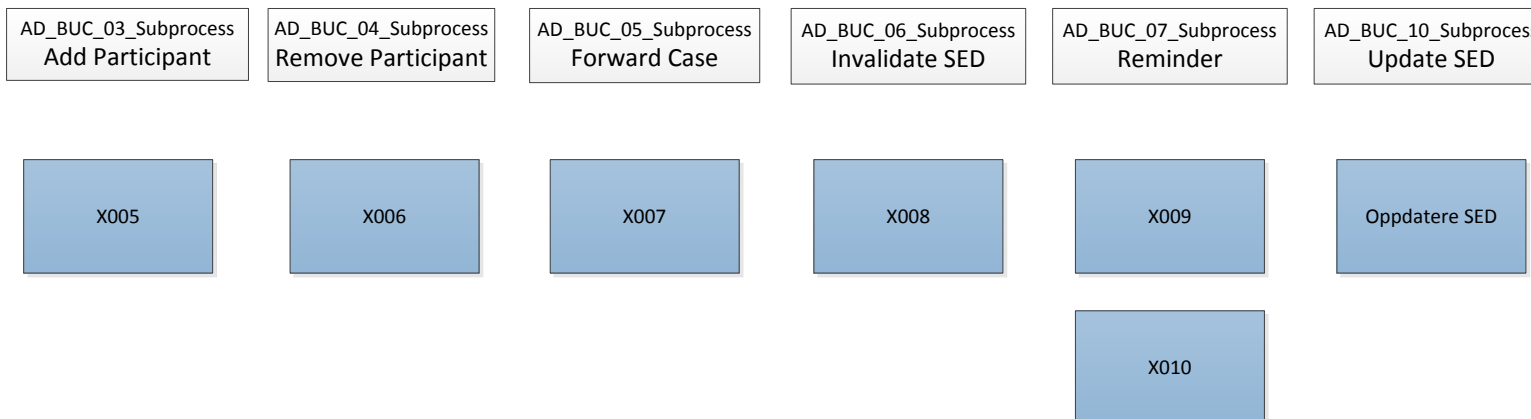 AD_BUC_03_Subprocess
Add Participant
AD_BUC_04_Subprocess
Remove Participant
AD_BUC_05_Subprocess
Forward Case
AD_BUC_06_Subprocess
Invalidate SED
AD_BUC_07_Subprocess
Reminder
AD_BUC_10_Subproces
Update SED
X005
X006
X007
X008
X009
Oppdatere SED
X010